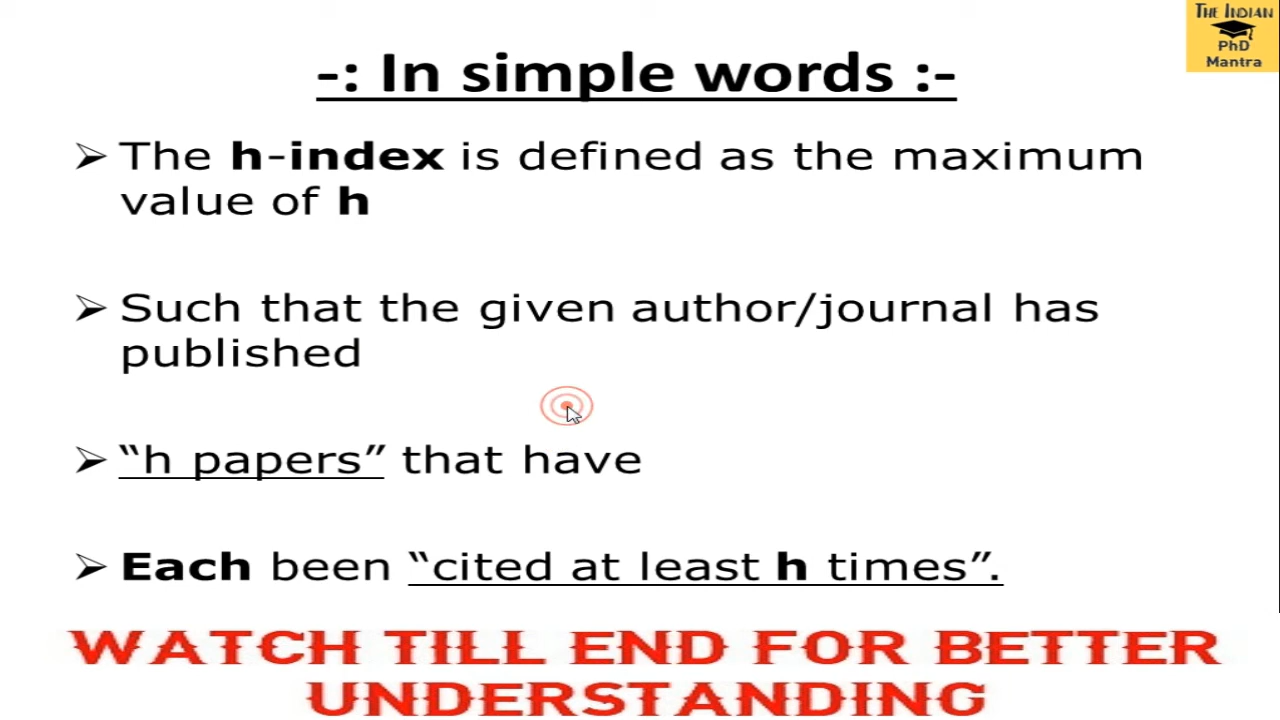 THE INDIAN
PhD
Mantra
-: In simple words :-
➢ The h-index is defined as the maximum
value of h
➢ Such that the given author/journal has
published
➢ “h papers” that have
➢ Each been “cited at least h times”.
WATCH TILL END FOR BETTER
UNDERSTANDING